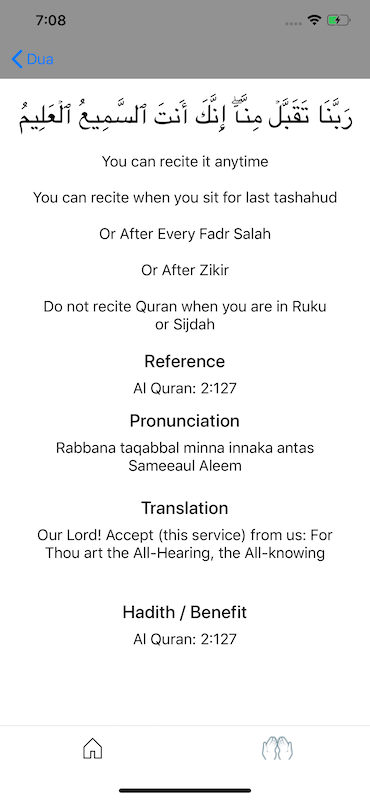 7:08
Dua
رَبَّنَا تَقَبَّلْ مِنَّآ ۖ إِنَّكَ أَنتَ ٱلسَّمِيعُ ٱلْعَلِيمُ
You can recite it anytime
You can recite when you sit for last tashahud
Or After Every Fadr Salah
Or After Zikir
Do not recite Quran when you are in Ruku
or Sijdah
Reference
Al Quran: 2:127
Pronunciation
Rabbana taqabbal minna innaka antas
Sameeaul Aleem
Translation
Our Lord! Accept (this service) from us: For
Thou art the All-Hearing, the All-knowing
Hadith / Benefit
Al Quran: 2:127